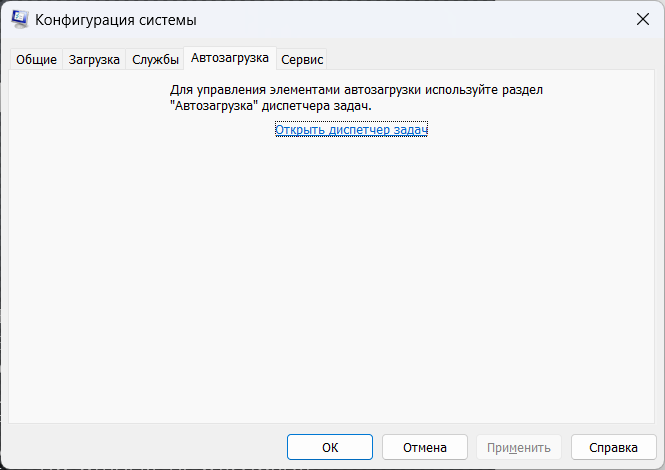 Конфигурация системы
Общие Загрузка Службы Автозагрузка Сервис
Для управления элементами автозагрузки используйте раздел
"Автозагрузка" диспетчера задач.
Открыть диспетчер задач
ОК Отмена Применить Справка